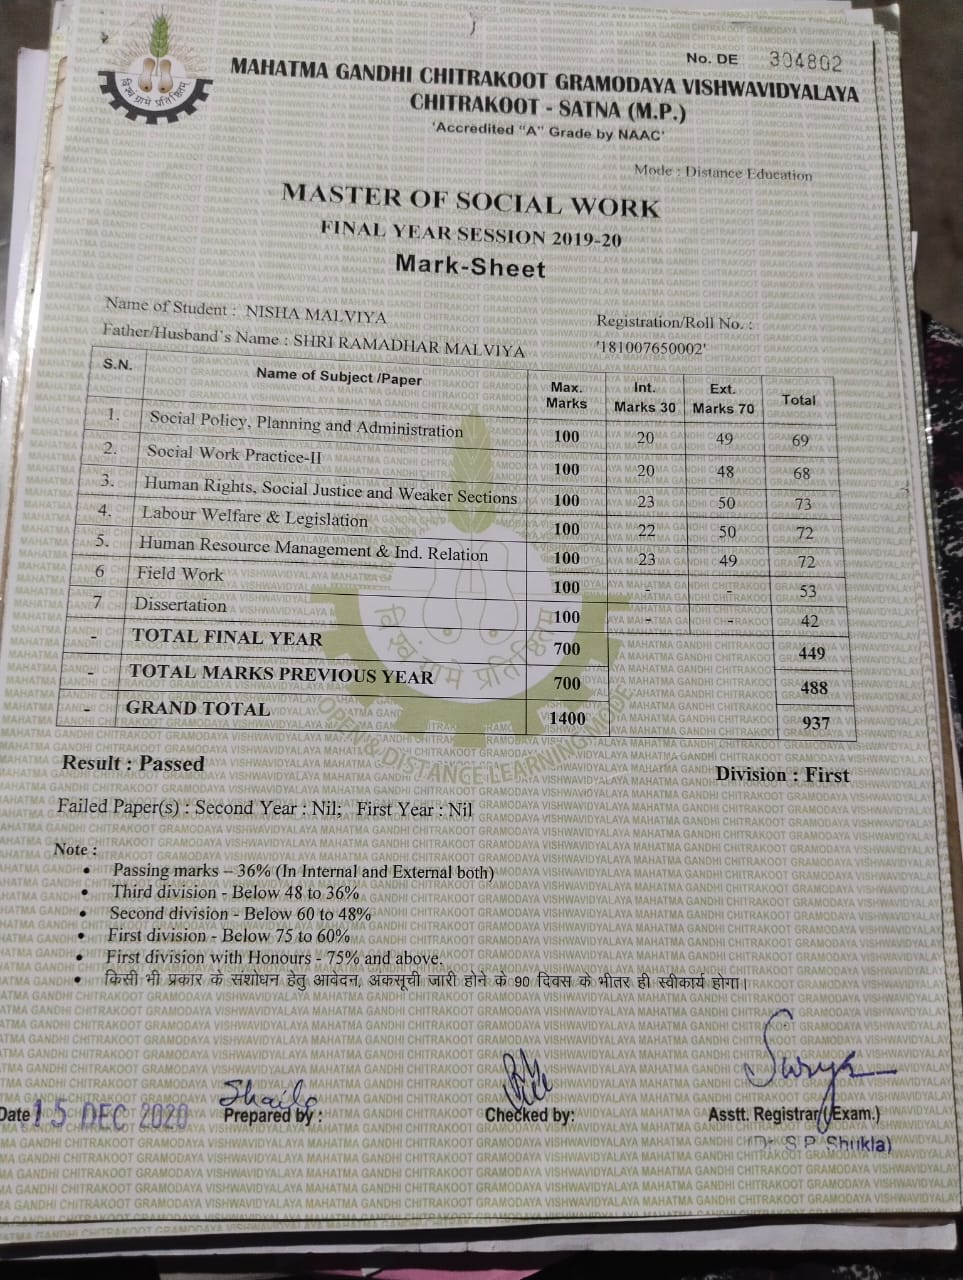 No. DE 304802
विश्वं ग्रामे प्रतिष्ठितम्
MAHATMA GANDHI CHITRAKOOT GRAMODAYA VISHWAVIDYALAYA
CHITRAKOOT - SATNA (M.P.)
'Accredited "A" Grade by NAAC'
Mode : Distance Education
MASTER OF SOCIAL WORK
FINAL YEAR SESSION 2019-20
Mark-Sheet
Name of Student : NISHA MALVIYA
Registration/Roll No. :
Father/Husband`s Name : SHRI RAMADHAR MALVIYA
'181007650002'
S.N. Name of Subject /Paper Max. Marks Int. Marks 30 Ext. Marks 70 Total
1. Social Policy, Planning and Administration 100 20 49 69
2. Social Work Practice-II 100 20 48 68
3. Human Rights, Social Justice and Weaker Sections 100 23 50 73
4. Labour Welfare & Legislation 100 22 50 72
5. Human Resource Management & Ind. Relation 100 23 49 72
6 Field Work 100 - - 53
7 Dissertation 100 - - 42
- TOTAL FINAL YEAR 700 449
- TOTAL MARKS PREVIOUS YEAR 700 488
- GRAND TOTAL 1400 937
विश्वं ग्रामे प्रतिष्ठितम्
OPEN & DISTANCE LEARNING MODE
Result : Passed
Division : First
Failed Paper(s) : Second Year : Nil; First Year : Nil
Note :
• Passing marks – 36% (In Internal and External both)
• Third division - Below 48 to 36%
• Second division - Below 60 to 48%
• First division - Below 75 to 60%
• First division with Honours - 75% and above.
• किसी भी प्रकार के संशोधन हेतु आवेदन, अंकसूची जारी होने के 90 दिवस के भीतर ही स्वीकार्य होगा।
Date 15 DEC 2020
Prepared by :
Checked by:
Asstt. Registrar (Exam.)
(Dr S P Shukla)